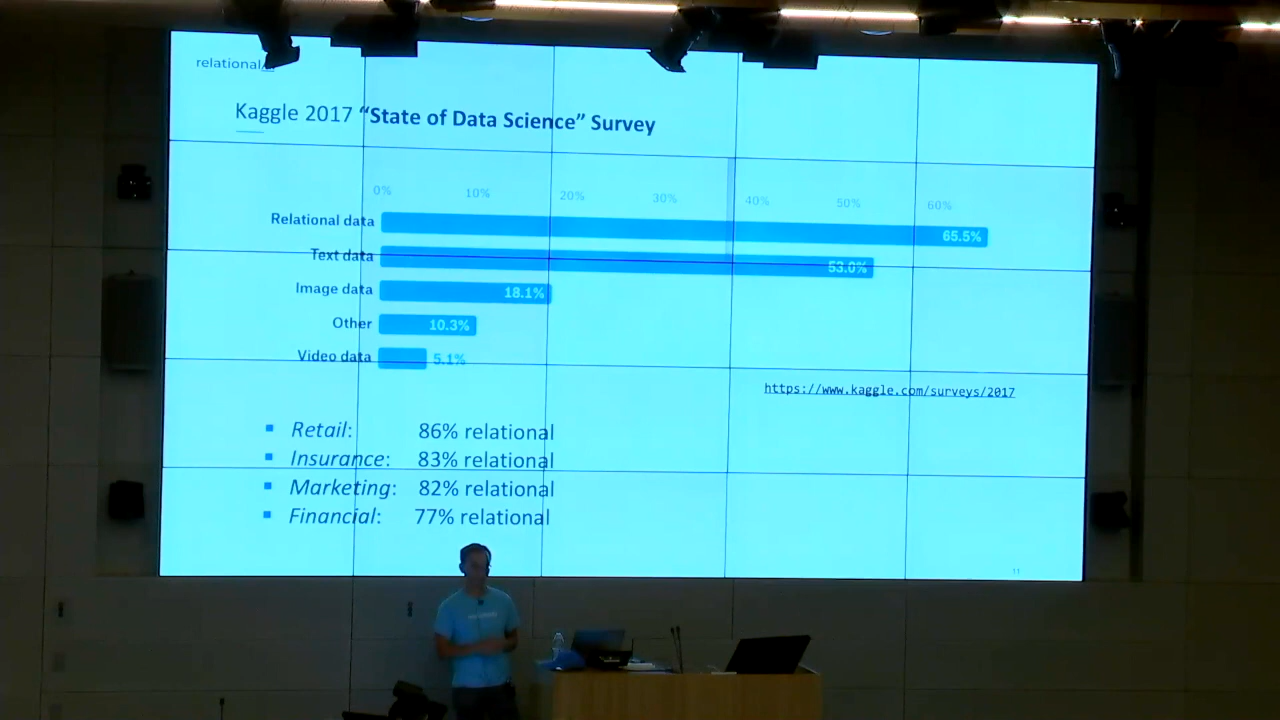 relational
Kaggle 2017 “State of Data Science” Survey
0% 10% 20% 30% 40% 50% 60%
Relational data 65.5%
Text data 53.0%
Image data 18.1%
Other 10.3%
Video data 5.1%
https://www.kaggle.com/surveys/2017
▪ Retail: 86% relational
▪ Insurance: 83% relational
▪ Marketing: 82% relational
▪ Financial: 77% relational
11